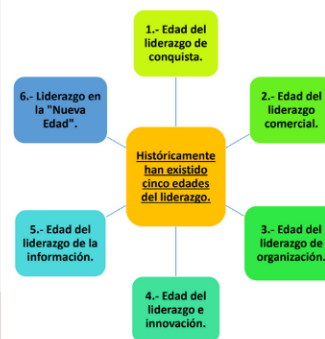 1.- Edad del
liderazgo de
conquista.
2.- Edad del
liderazgo
comercial.
3.- Edad del
liderazgo de
organización.
4.- Edad del
liderazgo e
innovación.
5.- Edad del
liderazgo de la
información.
6.- Liderazgo en
la "Nueva
Edad".
Históricamente
han existido
cinco edades
del liderazgo.